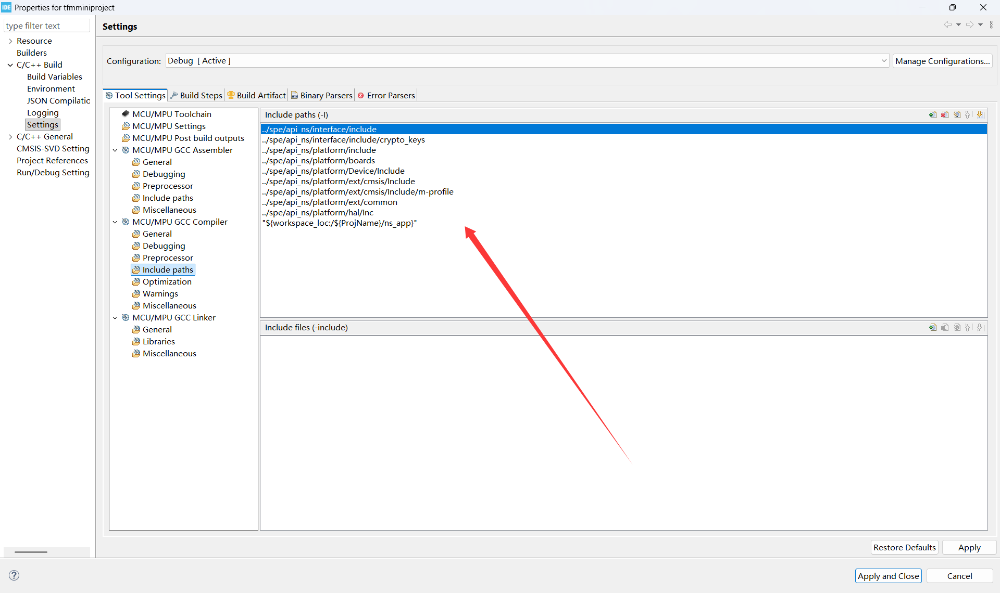 IDE Properties for tfmminiproject
type filter text
Resource
Builders
C/C++ Build
Build Variables
Environment
JSON Compilatio
Logging
Settings
C/C++ General
CMSIS-SVD Setting
Project References
Run/Debug Setting
Settings
Configuration: Debug [ Active ] Manage Configurations...
Tool Settings Build Steps Build Artifact Binary Parsers Error Parsers
MCU/MPU Toolchain
MCU/MPU Settings
MCU/MPU Post build outputs
MCU/MPU GCC Assembler
General
Debugging
Preprocessor
Include paths
Miscellaneous
MCU/MPU GCC Compiler
General
Debugging
Preprocessor
Include paths
Optimization
Warnings
Miscellaneous
MCU/MPU GCC Linker
General
Libraries
Miscellaneous
Include paths (-I)
../spe/api_ns/interface/include
../spe/api_ns/interface/include/crypto_keys
../spe/api_ns/platform/include
../spe/api_ns/platform/boards
../spe/api_ns/platform/Device/Include
../spe/api_ns/platform/ext/cmsis/Include
../spe/api_ns/platform/ext/cmsis/Include/m-profile
../spe/api_ns/platform/ext/common
../spe/api_ns/platform/hal/Inc
"${workspace_loc:/${ProjName}/ns_app}"
Include files (-include)
Restore Defaults Apply
? Apply and Close Cancel